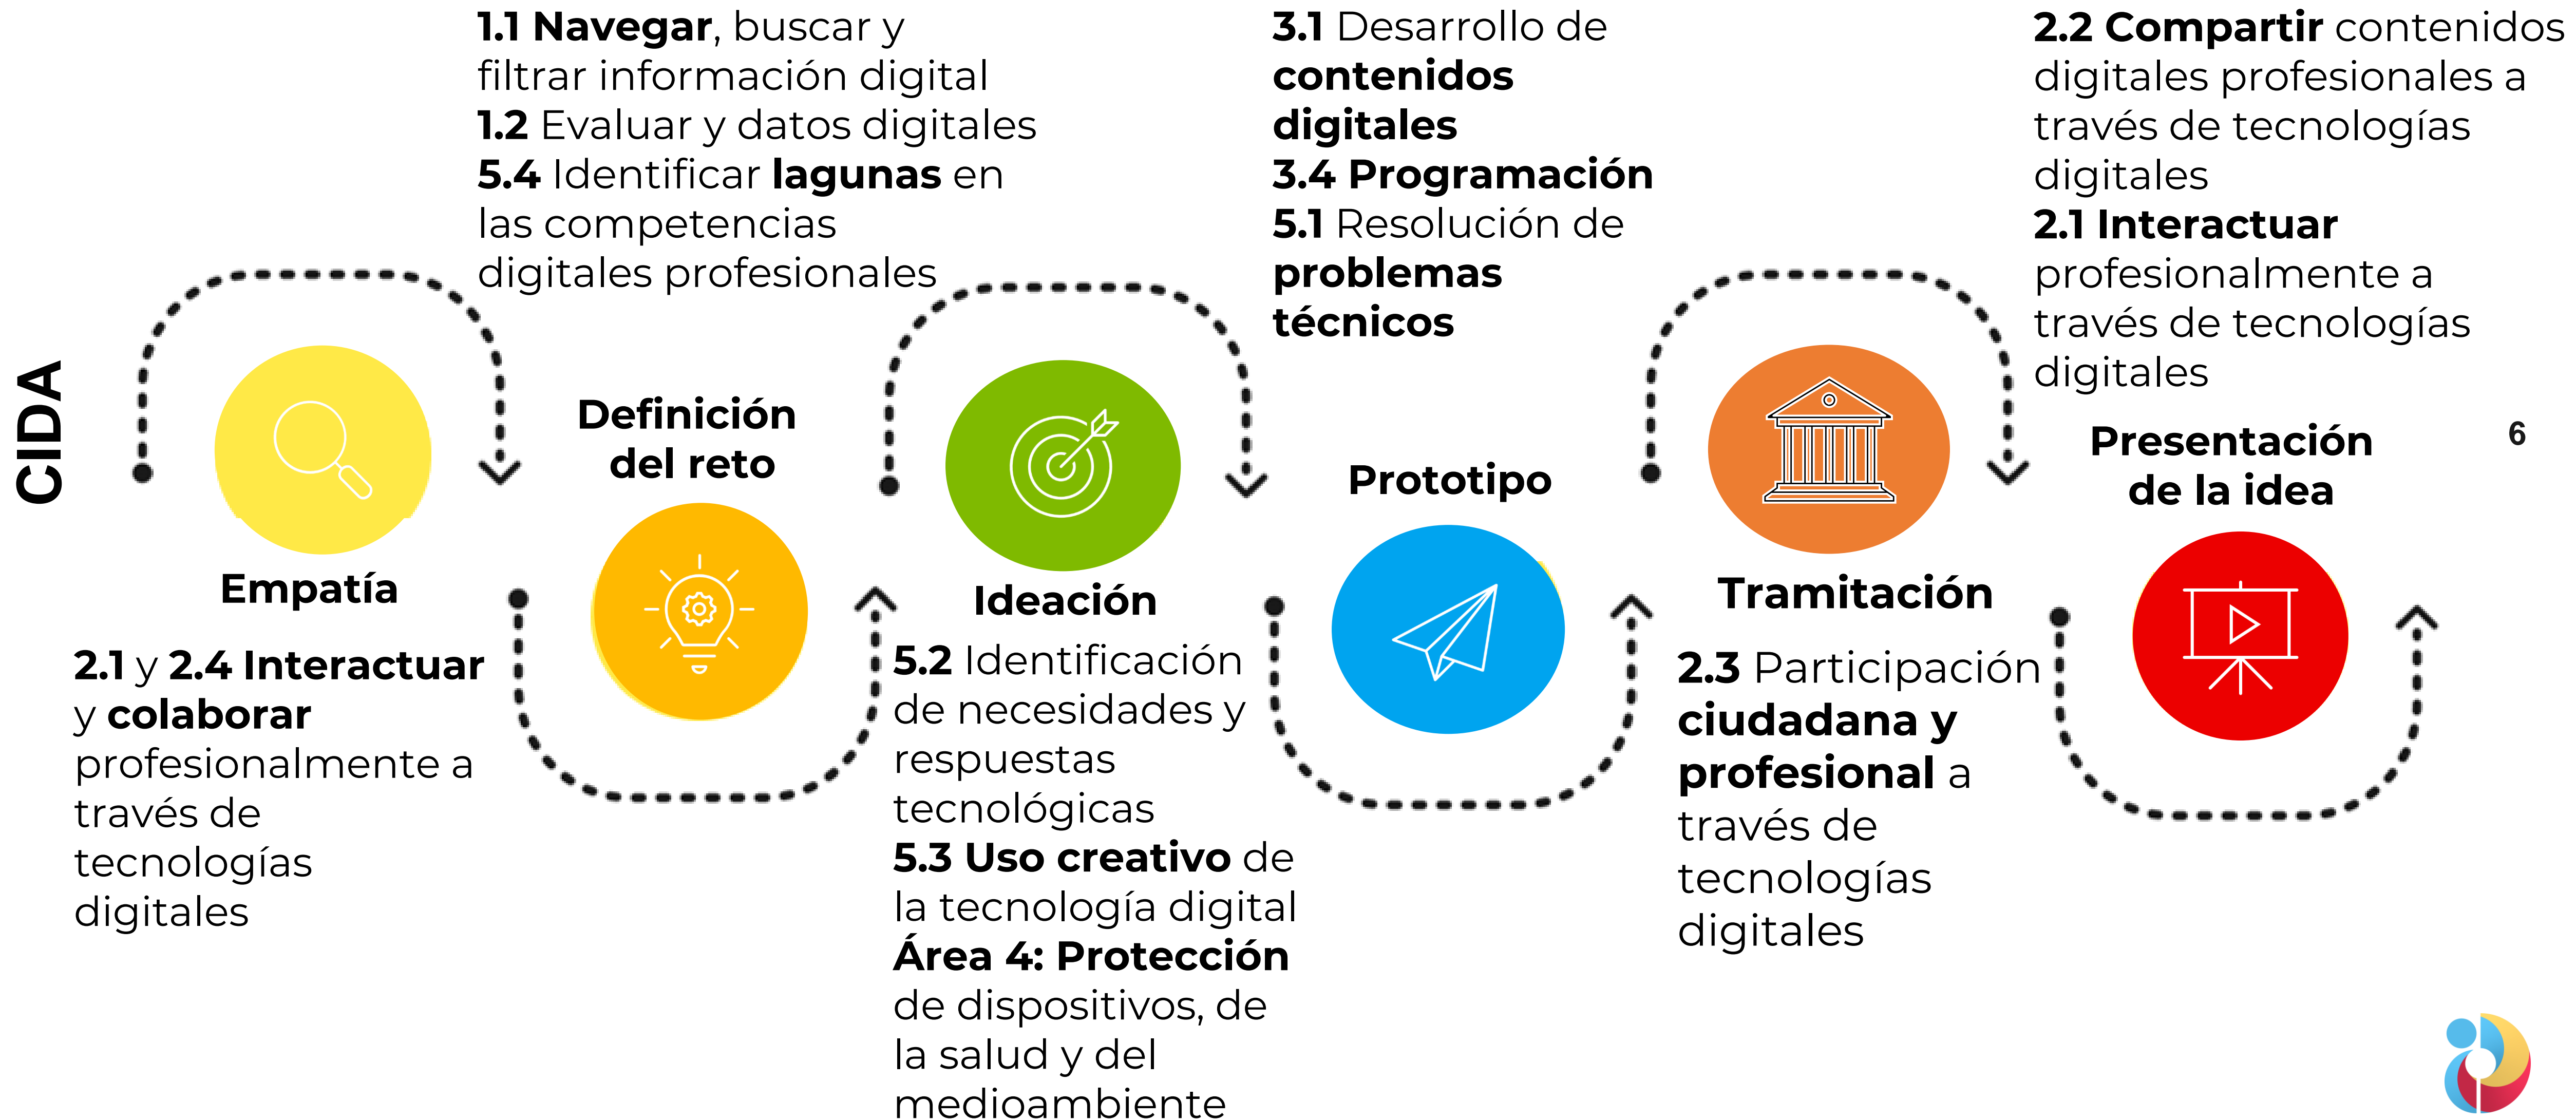 CIDA
Empatía
2.1 y 2.4 Interactuar
y colaborar
profesionalmente a
través de
tecnologías
digitales
1.1 Navegar, buscar y
filtrar información digital
1.2 Evaluar y datos digitales
5.4 Identificar lagunas en
las competencias
digitales profesionales
Definición
del reto
Ideación
5.2 Identificación
de necesidades y
respuestas
tecnológicas
5.3 Uso creativo de
la tecnología digital
Área 4: Protección
de dispositivos, de
la salud y del
medioambiente
3.1 Desarrollo de
contenidos
digitales
3.4 Programación
5.1 Resolución de
problemas
técnicos
Prototipo
Tramitación
2.3 Participación
ciudadana y
profesional a
través de
tecnologías
digitales
2.2 Compartir contenidos
digitales profesionales a
través de tecnologías
digitales
2.1 Interactuar
profesionalmente a
través de tecnologías
digitales
Presentación
de la idea
6